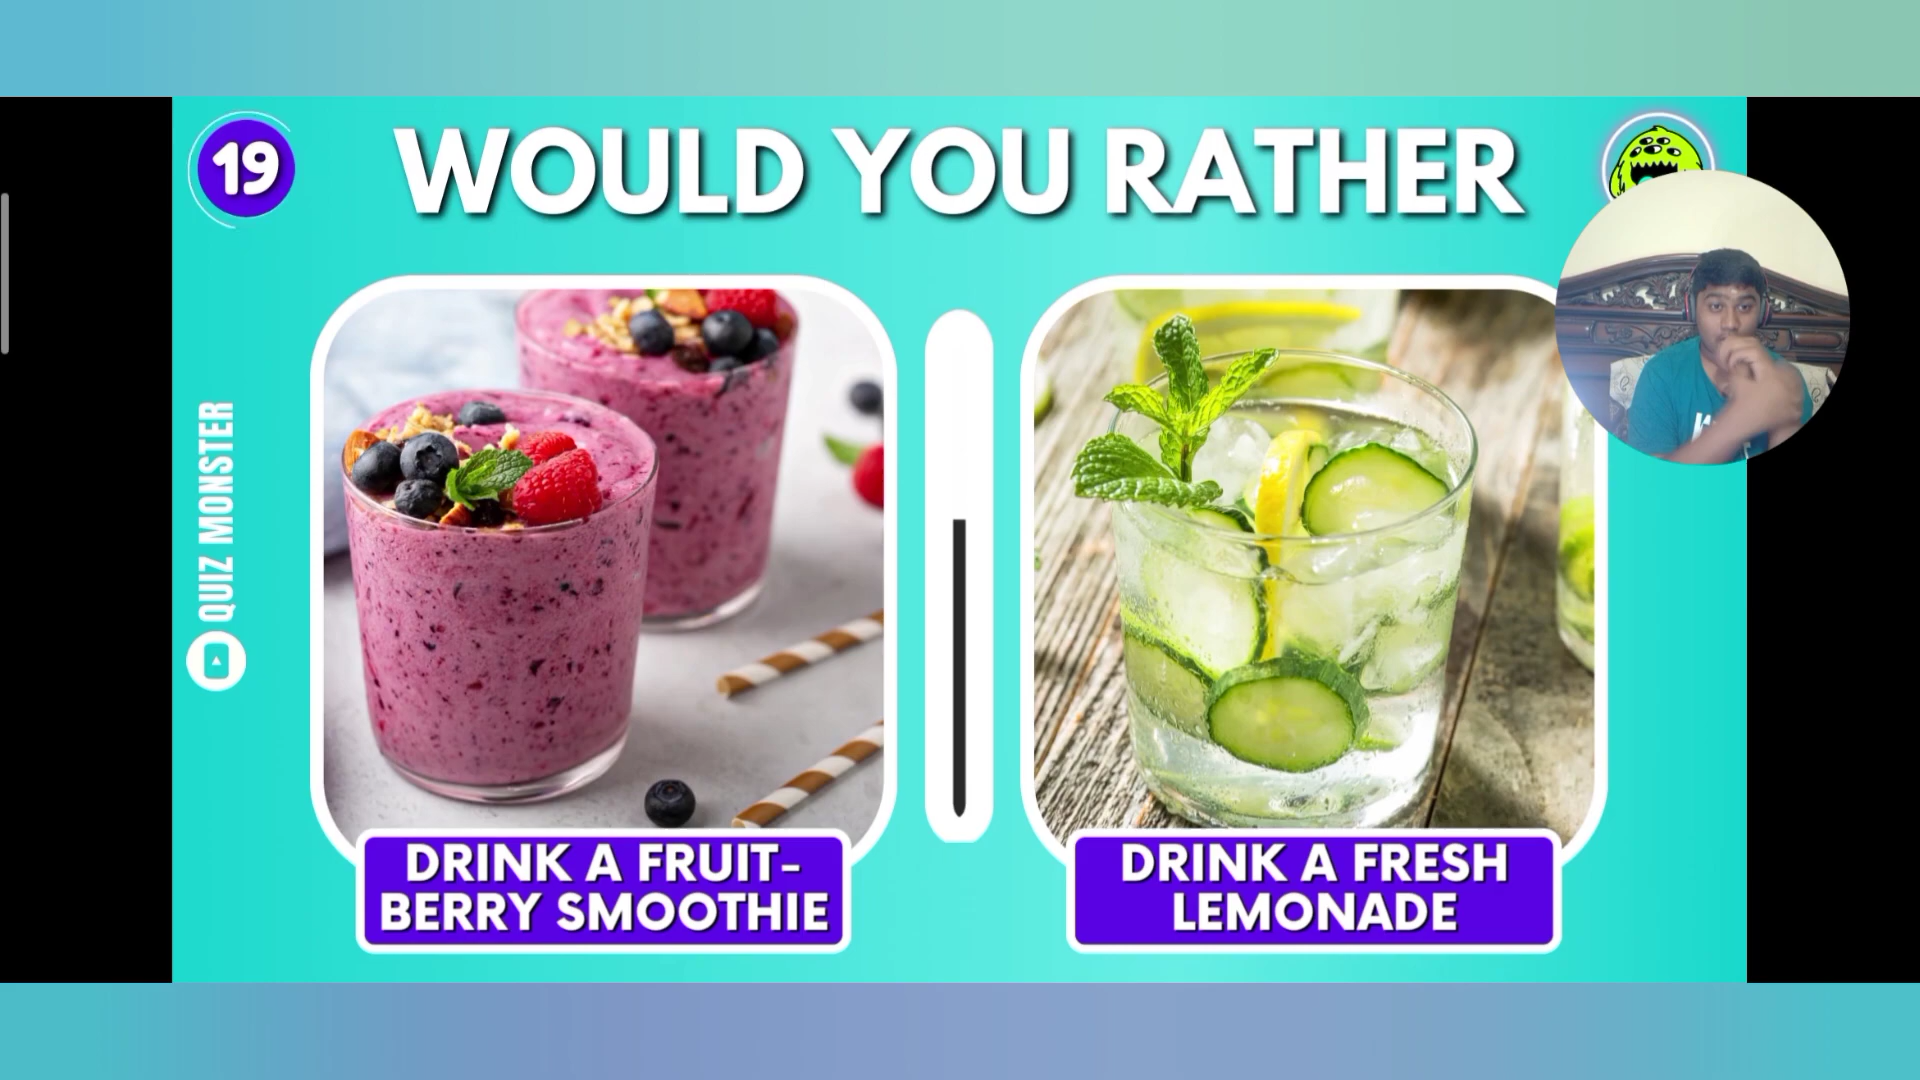 19
WOULD YOU RATHER
QUIZ MONSTER
DRINK A FRUIT-
BERRY SMOOTHIE
DRINK A FRESH
LEMONADE